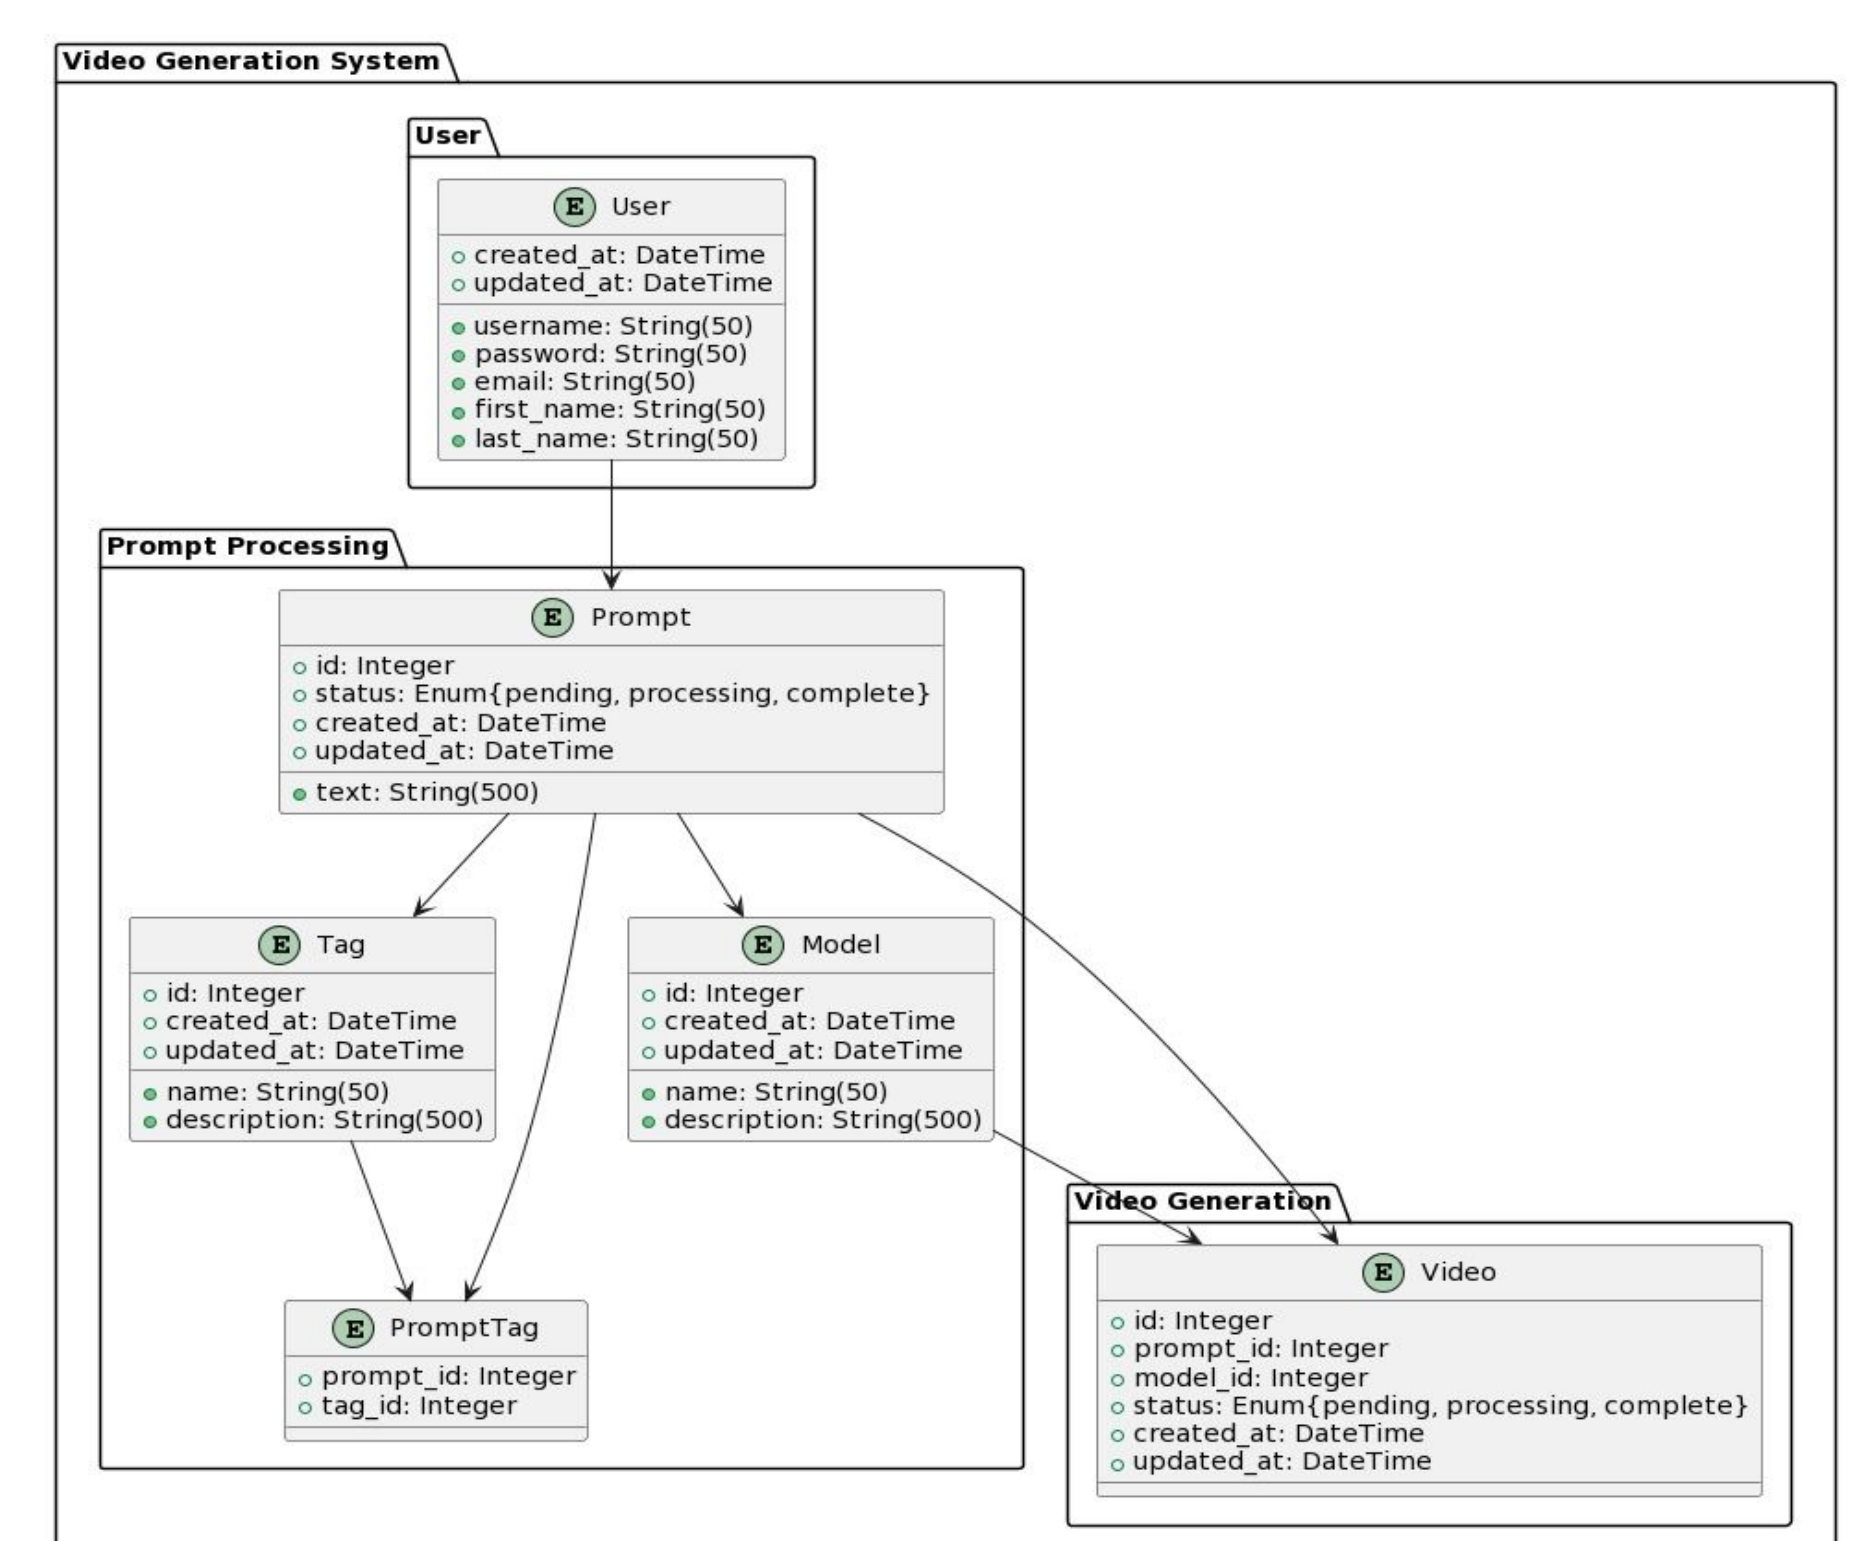 Video Generation System
User
E User
created_at: DateTime
updated_at: DateTime
username: String(50)
password: String(50)
email: String(50)
first_name: String(50)
last_name: String(50)
Prompt Processing
E Prompt
id: Integer
status: Enum{pending, processing, complete}
created_at: DateTime
updated_at: DateTime
text: String(500)
E Tag
id: Integer
created_at: DateTime
updated_at: DateTime
name: String(50)
description: String(500)
E Model
id: Integer
created_at: DateTime
updated_at: DateTime
name: String(50)
description: String(500)
E PromptTag
prompt_id: Integer
tag_id: Integer
Video Generation
E Video
id: Integer
prompt_id: Integer
model_id: Integer
status: Enum{pending, processing, complete}
created_at: DateTime
updated_at: DateTime